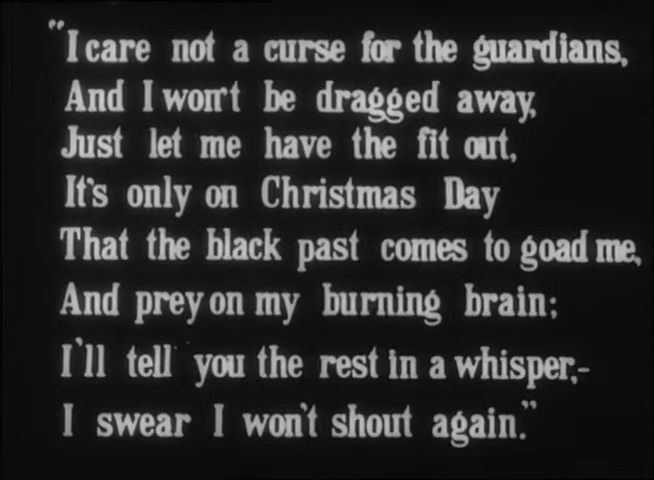 "I care not a curse for the guardians,
And I won't be dragged away,
Just let me have the fit out,
It's only on Christmas Day
That the black past comes to goad me,
And prey on my burning brain;
I'll tell you the rest in a whisper,-
I swear I won't shout again."